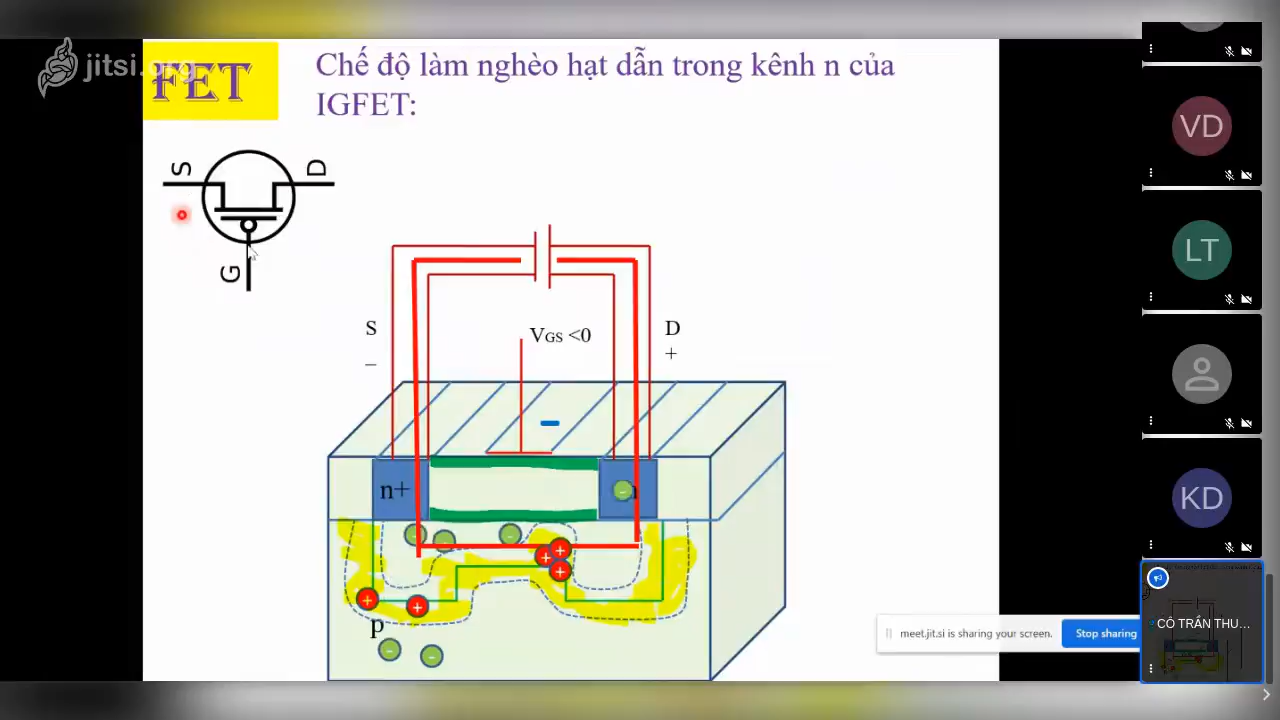 jitsi.org
FET
Chế độ làm nghèo hạt dẫn trong kênh n của
IGFET:
S
D
G
S
–
VGS <0
D
+
-
n+
n
p
VD
LT
KD
CÔ TRẦN THU...
meet.jit.si is sharing your screen.
Stop sharing